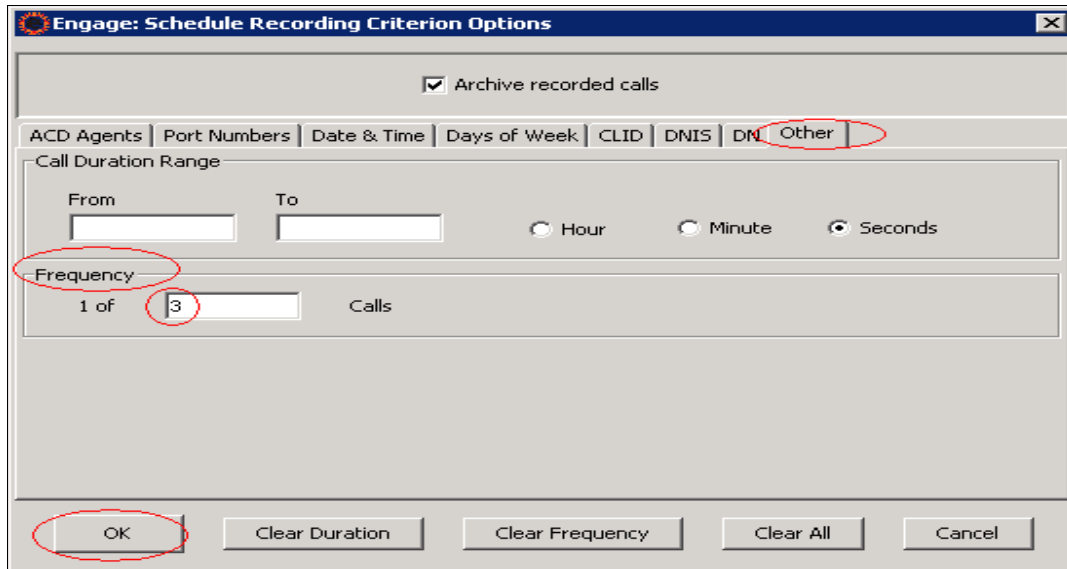 Engage: Schedule Recording Criterion Options
Archive recorded calls
ACD Agents Port Numbers Date & Time Days of Week CLID DNIS DN Other
Call Duration Range
From To
Hour Minute Seconds
Frequency
1 of 3 Calls
OK Clear Duration Clear Frequency Clear All Cancel